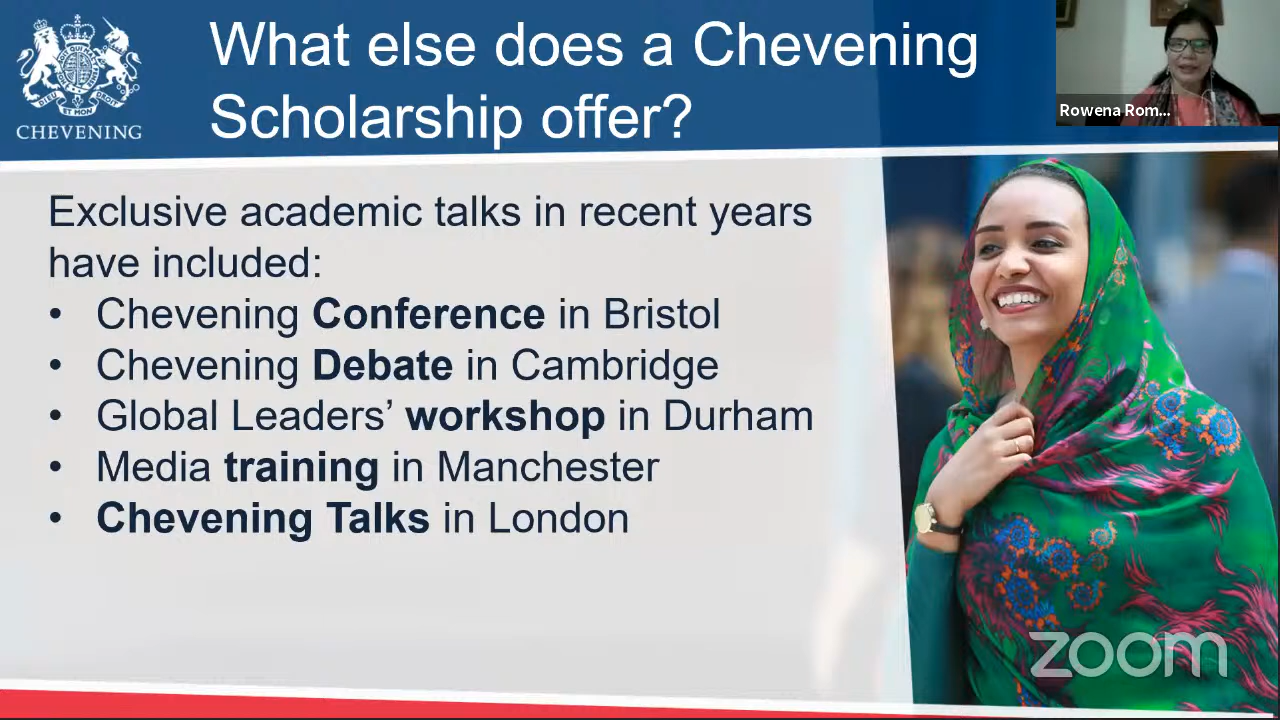 What else does a Chevening
Scholarship offer?
CHEVENING
Rowena Rom...
Exclusive academic talks in recent years
have included:
• Chevening Conference in Bristol
• Chevening Debate in Cambridge
• Global Leaders’ workshop in Durham
• Media training in Manchester
• Chevening Talks in London
zoom